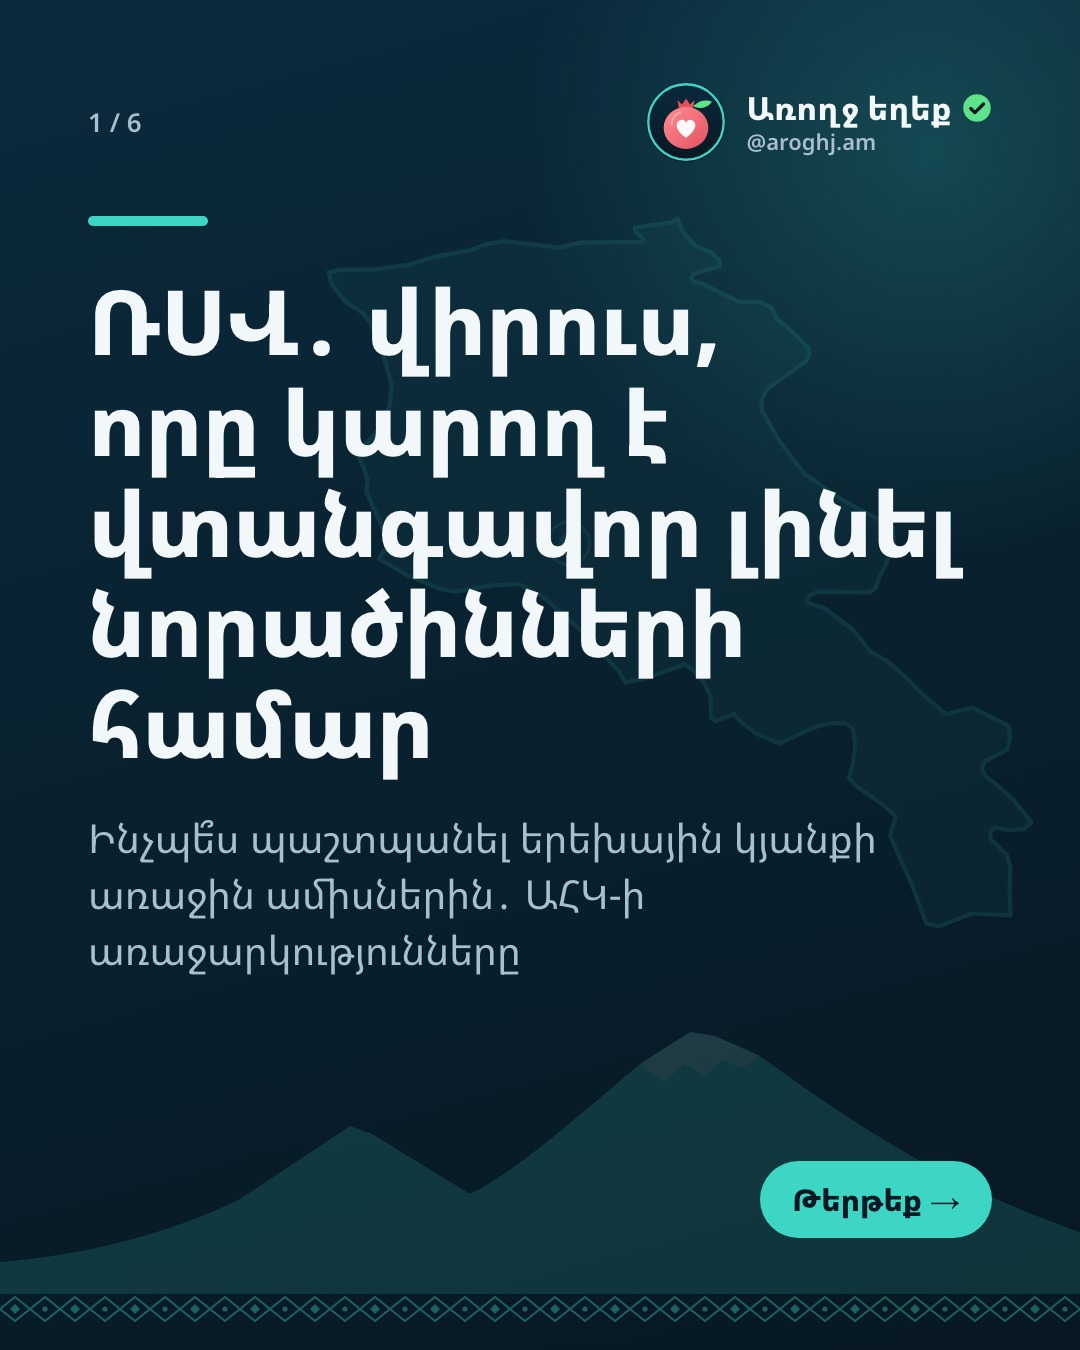 1 / 6
Առողջ եղեք
@aroghj.am
ՌՍՎ․ վիրուս,
որը կարող է
վտանգավոր լինել
նորածինների
համար
Ինչպե՞ս պաշտպանել երեխային կյանքի
առաջին ամիսներին․ ԱՀԿ-ի
առաջարկությունները
Թերթեք →